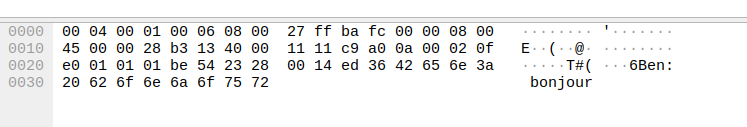 0000 00 04 00 01 00 06 08 00 27 ff ba fc 00 00 08 00 ········ '·······
0010 45 00 00 28 b3 13 40 00 11 11 c9 a0 0a 00 02 0f E··(··@· ········
0020 e0 01 01 01 be 54 23 28 00 14 ed 36 42 65 6e 3a ·····T#( ···6Ben:
0030 20 62 6f 6e 6a 6f 75 72 bonjour